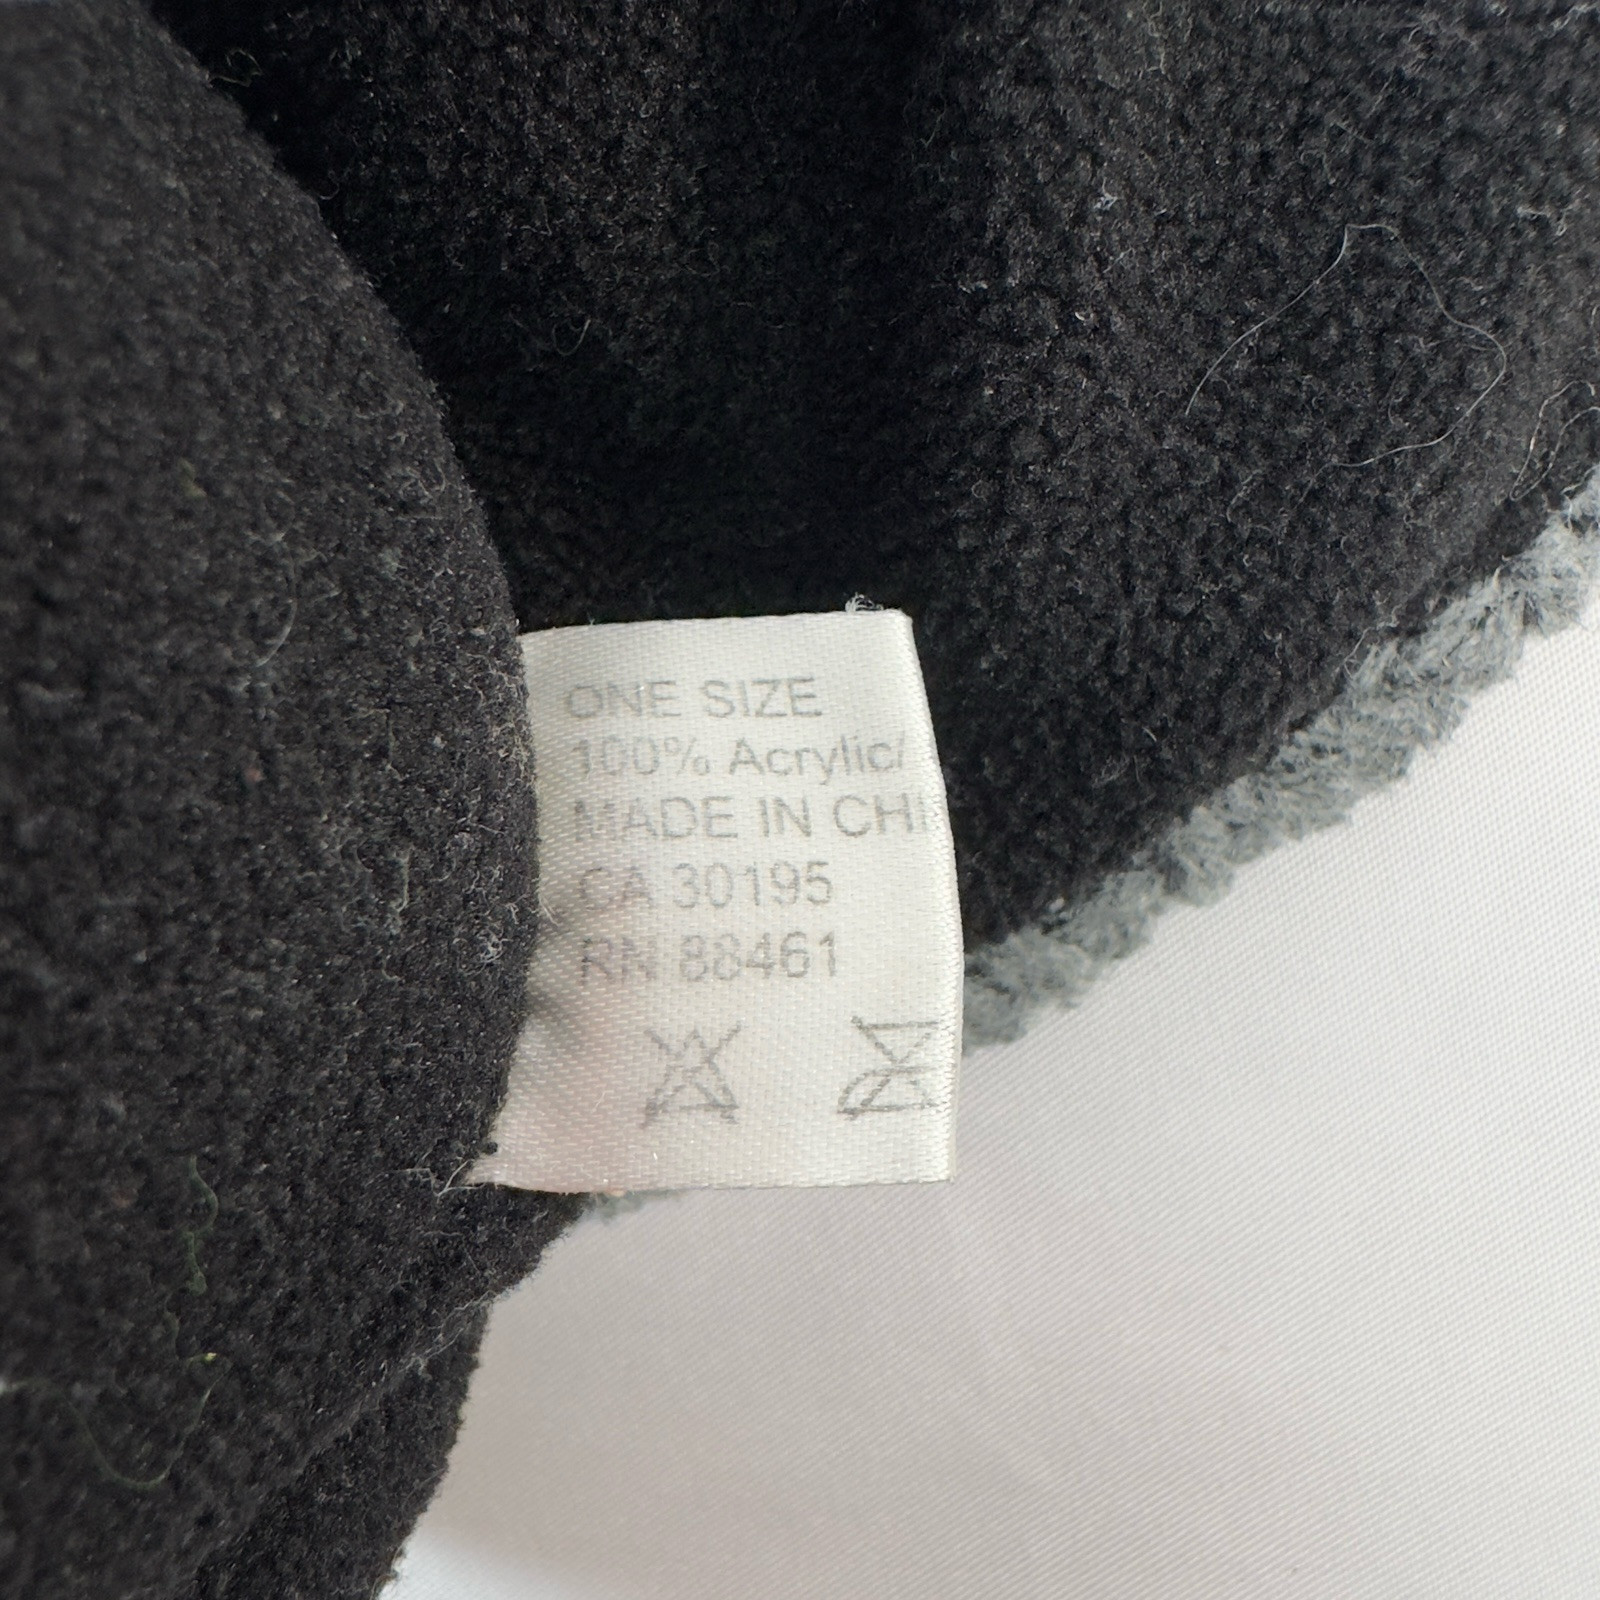 ONE SIZE
100% Acrylic/
MADE IN CHI
CA 30195
RN 88461